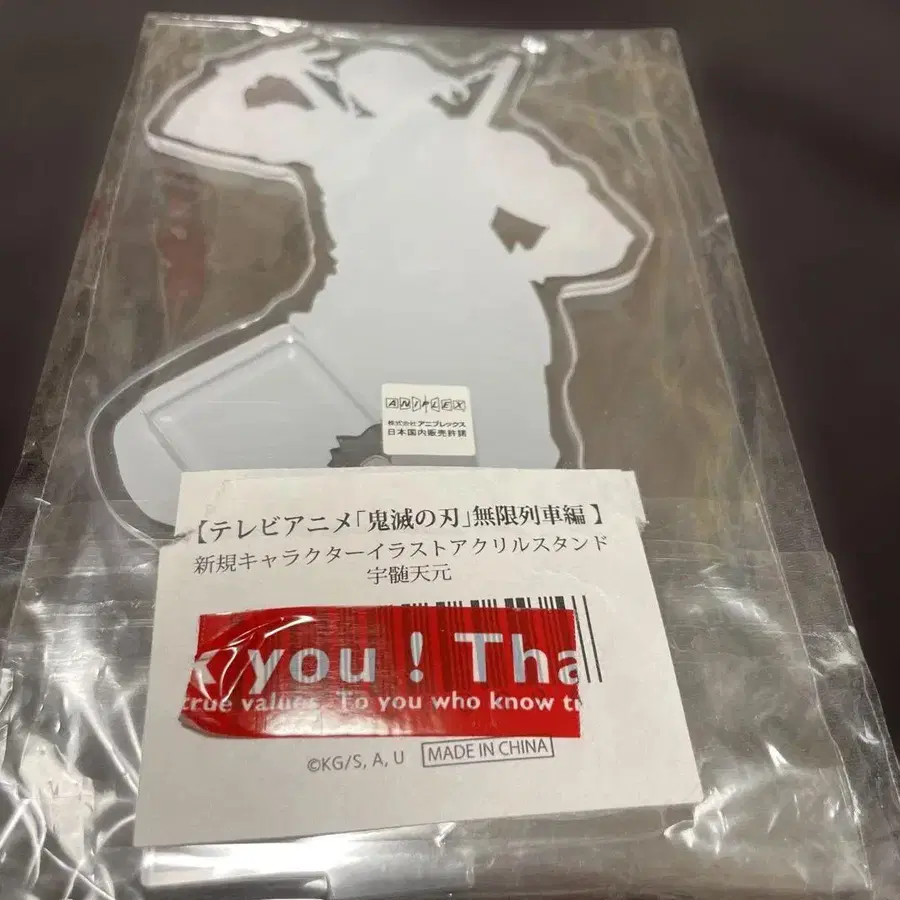 ANIPLEX
株式会社アニプレックス
日本国内販売許諾
【テレビアニメ「鬼滅の刃」無限列車編】
新規キャラクターイラストアクリルスタンド
宇髄天元
k you ! Tha
true values. To you who know tr
©KG/S, A, U
MADE IN CHINA